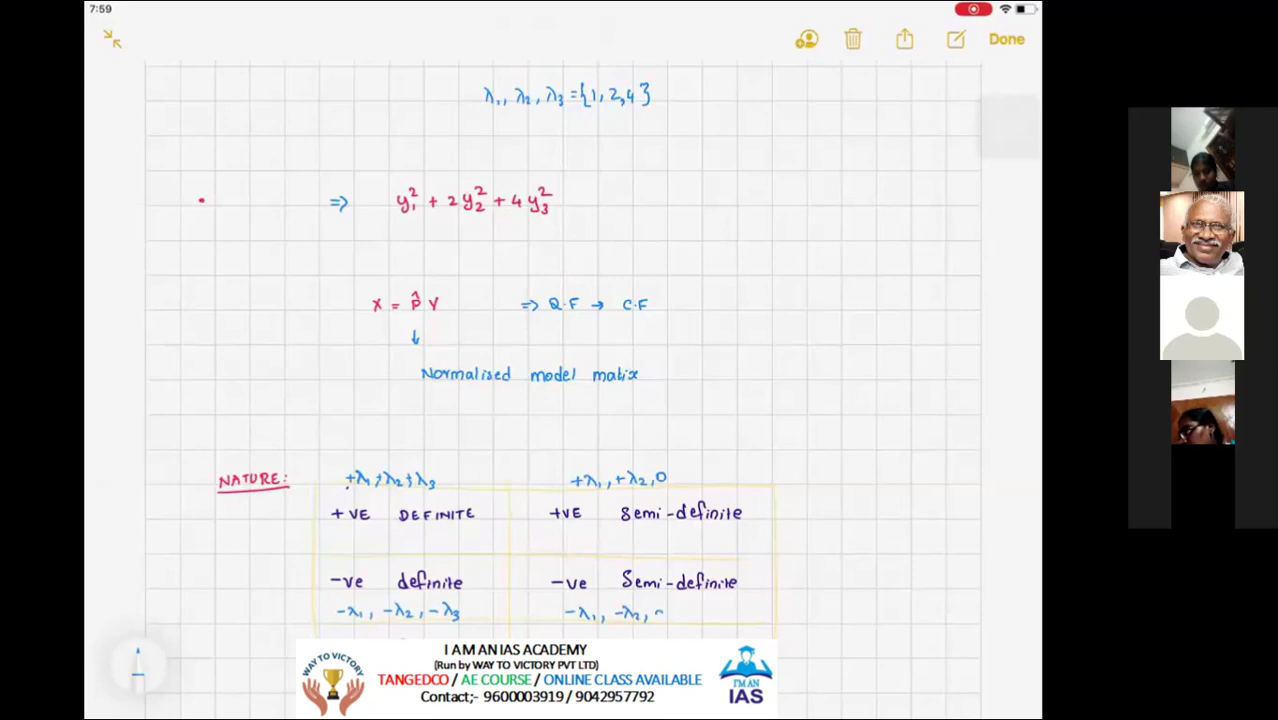 7:59
Done
λ₁, λ₂, λ₃ = {1, 2, 4}
⇒ y₁² + 2y₂² + 4y₃²
X = P̂ Y ⇒ Q.F → C.F
↓
Normalised model matix
NATURE: +λ₁, +λ₂, +λ₃ +λ₁, +λ₂, 0
+VE DEFINITE +VE Semi-definite
-ve definite -ve Semi-definite
-λ₁, -λ₂, -λ₃ -λ₁, -λ₂,
WAY TO VICTORY
I AM AN IAS ACADEMY
(Run by WAY TO VICTORY PVT LTD)
TANGEDCO / AE COURSE / ONLINE CLASS AVAILABLE
Contact;- 9600003919 / 9042957792
I'M AN
IAS